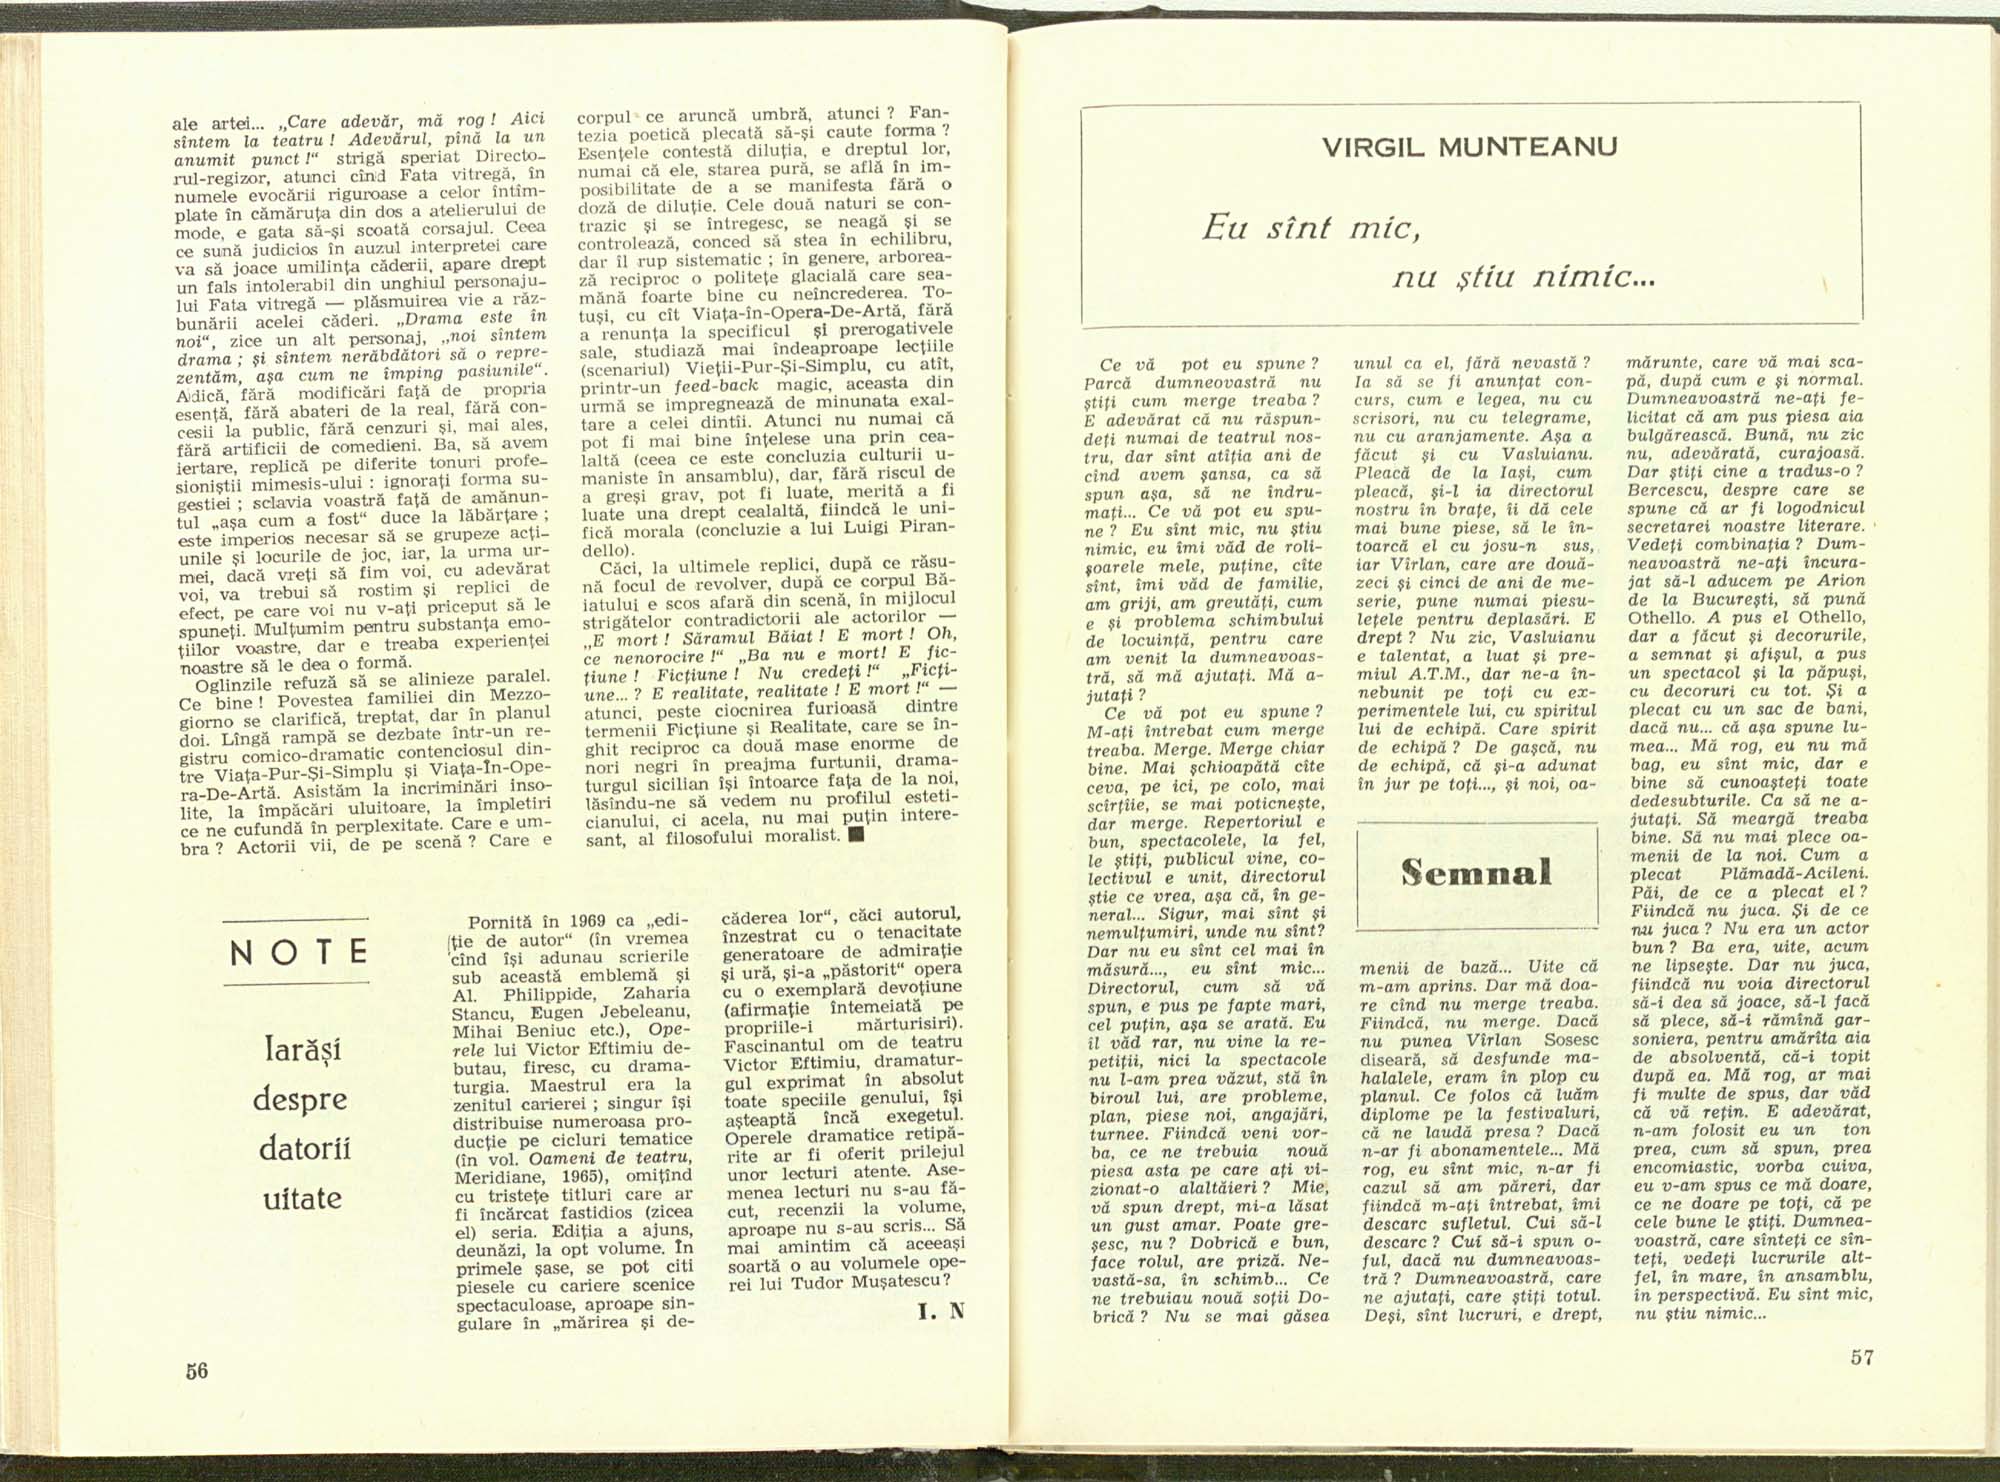 ale artei... „Care adevăr, mă rog ! Aici
sîntem la teatru ! Adevărul, pînă la un
anumit punct !“ strigă speriat Directo-
rul-regizor, atunci cînd Fata vitregă, în
numele evocării riguroase a celor întîm-
plate în cămăruța din dos a atelierului de
mode, e gata să-și scoată corsajul. Ceea
ce sună judicios în auzul interpretei care
va să joace umilința căderii, apare drept
un fals intolerabil din unghiul personaju-
lui Fata vitregă — plăsmuirea vie a răz-
bunării acelei căderi. „Drama este în
noi“, zice un alt personaj, „noi sîntem
drama ; și sîntem nerăbdători să o repre-
zentăm, așa cum ne împing pasiunile“.
Adică, fără modificări față de propria
esență, fără abateri de la real, fără con-
cesii la public, fără cenzuri și, mai ales,
fără artificii de comedieni. Ba, să avem
iertare, replică pe diferite tonuri profe-
sioniștii mimesis-ului : ignorați forma su-
gestiei ; sclavia voastră față de amănun-
tul „așa cum a fost“ duce la lăbărțare ;
este imperios necesar să se grupeze acți-
unile și locurile de joc, iar, la urma ur-
mei, dacă vreți să fim voi, cu adevărat
voi, va trebui să rostim și replici de
efect, pe care voi nu v-ați priceput să le
spuneți. Mulțumim pentru substanța emo-
țiilor voastre, dar e treaba experienței
noastre să le dea o formă.
Oglinzile refuză să se alinieze paralel.
Ce bine ! Povestea familiei din Mezzo-
giorno se clarifică, treptat, dar în planul
doi. Lîngă rampă se dezbate într-un re-
gistru comico-dramatic contenciosul din-
tre Viața-Pur-Și-Simplu și Viața-În-Ope-
ra-De-Artă. Asistăm la incriminări inso-
lite, la împăcări uluitoare, la împletiri
ce ne cufundă în perplexitate. Care e um-
bra ? Actorii vii, de pe scenă ? Care e
corpul ce aruncă umbră, atunci ? Fan-
tezia poetică plecată să-și caute forma ?
Esențele contestă diluția, e dreptul lor,
numai că ele, starea pură, se află în im-
posibilitate de a se manifesta fără o
doză de diluție. Cele două naturi se con-
trazic și se întregesc, se neagă și se
controlează, conced să stea în echilibru,
dar îl rup sistematic ; în genere, arborea-
ză reciproc o politețe glacială care sea-
mănă foarte bine cu neîncrederea. To-
tuși, cu cît Viața-în-Opera-De-Artă, fără
a renunța la specificul și prerogativele
sale, studiază mai îndeaproape lecțiile
(scenariul) Vieții-Pur-Și-Simplu, cu atît,
printr-un feed-back magic, aceasta din
urmă se impregnează de minunata exal-
tare a celei dintîi. Atunci nu numai că
pot fi mai bine înțelese una prin cea-
laltă (ceea ce este concluzia culturii u-
maniste în ansamblu), dar, fără riscul de
a greși grav, pot fi luate, merită a fi
luate una drept cealaltă, fiindcă le uni-
fică morala (concluzie a lui Luigi Piran-
dello).
Căci, la ultimele replici, după ce răsu-
nă focul de revolver, după ce corpul Bă-
iatului e scos afară din scenă, în mijlocul
strigătelor contradictorii ale actorilor —
„E mort ! Săramul Băiat ! E mort ! Oh,
ce nenorocire !“ „Ba nu e mort! E fic-
țiune ! Ficțiune ! Nu credeți !“ „Ficți-
une... ? E realitate, realitate ! E mort !“ —
atunci, peste ciocnirea furioasă dintre
termenii Ficțiune și Realitate, care se în-
ghit reciproc ca două mase enorme de
nori negri în preajma furtunii, drama-
turgul sicilian își întoarce fața de la noi,
lăsîndu-ne să vedem nu profilul esteti-
cianului, ci acela, nu mai puțin intere-
sant, al filosofului moralist. ■
NOTE
Iarăși
despre
datorii
uitate
Pornită în 1969 ca „edi-
ție de autor“ (în vremea
cînd își adunau scrierile
sub această emblemă și
Al. Philippide, Zaharia
Stancu, Eugen Jebeleanu,
Mihai Beniuc etc.), Ope-
rele lui Victor Eftimiu de-
butau, firesc, cu drama-
turgia. Maestrul era la
zenitul carierei ; singur își
distribuise numeroasa pro-
ducție pe cicluri tematice
(în vol. Oameni de teatru,
Meridiane, 1965), omițînd
cu tristețe titluri care ar
fi încărcat fastidios (zicea
el) seria. Ediția a ajuns,
deunăzi, la opt volume. În
primele șase, se pot citi
piesele cu cariere scenice
spectaculoase, aproape sin-
gulare în „mărirea și de-
căderea lor“, căci autorul,
înzestrat cu o tenacitate
generatoare de admirație
și ură, și-a „păstorit“ opera
cu o exemplară devoțiune
(afirmație întemeiată pe
propriile-i mărturisiri).
Fascinantul om de teatru
Victor Eftimiu, dramatur-
gul exprimat în absolut
toate speciile genului, își
așteaptă încă exegetul.
Operele dramatice retipă-
rite ar fi oferit prilejul
unor lecturi atente. Ase-
menea lecturi nu s-au fă-
cut, recenzii la volume,
aproape nu s-au scris... Să
mai amintim că aceeași
soartă o au volumele ope-
rei lui Tudor Mușatescu ?
I. N
56
VIRGIL MUNTEANU
Eu sînt mic,
nu știu nimic...
Ce vă pot eu spune ?
Parcă dumneovastră nu
știți cum merge treaba ?
E adevărat că nu răspun-
deți numai de teatrul nos-
tru, dar sînt atîția ani de
cînd avem șansa, ca să
spun așa, să ne îndru-
mați... Ce vă pot eu spu-
ne ? Eu sînt mic, nu știu
nimic, eu îmi văd de roli-
șoarele mele, puține, cîte
sînt, îmi văd de familie,
am griji, am greutăți, cum
e și problema schimbului
de locuință, pentru care
am venit la dumneavoas-
tră, să mă ajutați. Mă a-
jutați ?
Ce vă pot eu spune ?
M-ați întrebat cum merge
treaba. Merge. Merge chiar
bine. Mai șchioapătă cîte
ceva, pe ici, pe colo, mai
scîrțîie, se mai poticnește,
dar merge. Repertoriul e
bun, spectacolele, la fel,
le știți, publicul vine, co-
lectivul e unit, directorul
știe ce vrea, așa că, în ge-
neral... Sigur, mai sînt și
nemulțumiri, unde nu sînt?
Dar nu eu sînt cel mai în
măsură..., eu sînt mic...
Directorul, cum să vă
spun, e pus pe fapte mari,
cel puțin, așa se arată. Eu
îl văd rar, nu vine la re-
petiții, nici la spectacole
nu l-am prea văzut, stă în
biroul lui, are probleme,
plan, piese noi, angajări,
turnee. Fiindcă veni vor-
ba, ce ne trebuia nouă
piesa asta pe care ați vi-
zionat-o alaltăieri ? Mie,
vă spun drept, mi-a lăsat
un gust amar. Poate gre-
șesc, nu ? Dobrică e bun,
face rolul, are priză. Ne-
vastă-sa, în schimb... Ce
ne trebuiau nouă soții Do-
brică ? Nu se mai găsea
unul ca el, fără nevastă ?
Ia să se fi anunțat con-
curs, cum e legea, nu cu
scrisori, nu cu telegrame,
nu cu aranjamente. Așa a
făcut și cu Vasluianu.
Pleacă de la Iași, cum
pleacă, și-l ia directorul
nostru în brațe, îi dă cele
mai bune piese, să le în-
toarcă el cu josu-n sus,
iar Vîrlan, care are două-
zeci și cinci de ani de me-
serie, pune numai piesu-
lețele pentru deplasări. E
drept ? Nu zic, Vasluianu
e talentat, a luat și pre-
miul A.T.M., dar ne-a în-
nebunit pe toți cu ex-
perimentele lui, cu spiritul
lui de echipă. Care spirit
de echipă ? De gașcă, nu
de echipă, că și-a adunat
în jur pe toți..., și noi, oa-
Semnal
menii de bază... Uite că
m-am aprins. Dar mă doa-
re cînd nu merge treaba.
Fiindcă, nu merge. Dacă
nu punea Vîrlan Sosesc
diseară, să desfunde ma-
halalele, eram în plop cu
planul. Ce folos că luăm
diplome pe la festivaluri,
că ne laudă presa ? Dacă
n-ar fi abonamentele... Mă
rog, eu sînt mic, n-ar fi
cazul să am păreri, dar
fiindcă m-ați întrebat, îmi
descarc sufletul. Cui să-l
descarc ? Cui să-i spun o-
ful, dacă nu dumneavoas-
tră ? Dumneavoastră, care
ne ajutați, care știți totul.
Deși, sînt lucruri, e drept,
mărunte, care vă mai sca-
pă, după cum e și normal.
Dumneavoastră ne-ați fe-
licitat că am pus piesa aia
bulgărească. Bună, nu zic
nu, adevărată, curajoasă.
Dar știți cine a tradus-o ?
Bercescu, despre care se
spune că ar fi logodnicul
secretarei noastre literare.
Vedeți combinația ? Dum-
neavoastră ne-ați încura-
jat să-l aducem pe Arion
de la București, să pună
Othello. A pus el Othello,
dar a făcut și decorurile,
a semnat și afișul, a pus
un spectacol și la păpuși,
cu decoruri cu tot. Și a
plecat cu un sac de bani,
dacă nu... că așa spune lu-
mea... Mă rog, eu nu mă
bag, eu sînt mic, dar e
bine să cunoașteți toate
dedesubturile. Ca să ne a-
jutați. Să meargă treaba
bine. Să nu mai plece oa-
menii de la noi. Cum a
plecat Plămadă-Acileni.
Păi, de ce a plecat el ?
Fiindcă nu juca. Și de ce
nu juca ? Nu era un actor
bun ? Ba era, uite, acum
ne lipsește. Dar nu juca,
fiindcă nu voia directorul
să-i dea să joace, să-l facă
să plece, să-i rămînă gar-
soniera, pentru amărîta aia
de absolventă, că-i topit
după ea. Mă rog, ar mai
fi multe de spus, dar văd
că vă rețin. E adevărat,
n-am folosit eu un ton
prea, cum să spun, prea
encomiastic, vorba cuiva,
eu v-am spus ce mă doare,
ce ne doare pe toți, că pe
cele bune le știți. Dumnea-
voastră, care sînteți ce sîn-
teți, vedeți lucrurile alt-
fel, în mare, în ansamblu,
în perspectivă. Eu sînt mic,
nu știu nimic...
57